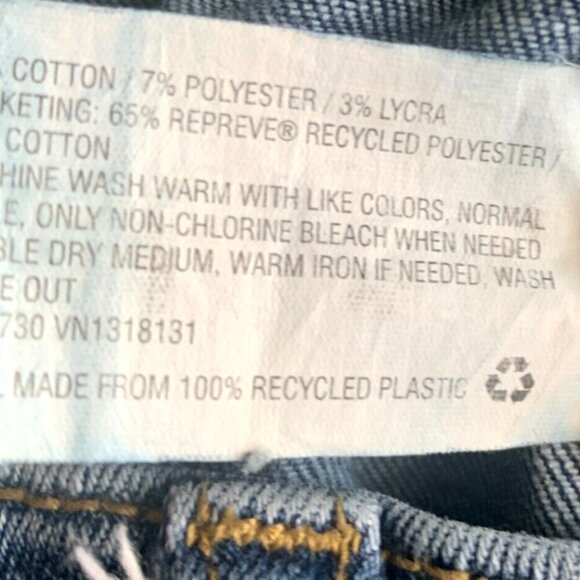 COTTON / 7% POLYESTER / 3% LYCRA
KETING: 65% REPREVE® RECYCLED POLYESTER /
COTTON
HINE WASH WARM WITH LIKE COLORS, NORMAL
E, ONLY NON-CHLORINE BLEACH WHEN NEEDED
BLE DRY MEDIUM, WARM IRON IF NEEDED, WASH
E OUT
730 VN1318131
MADE FROM 100% RECYCLED PLASTIC